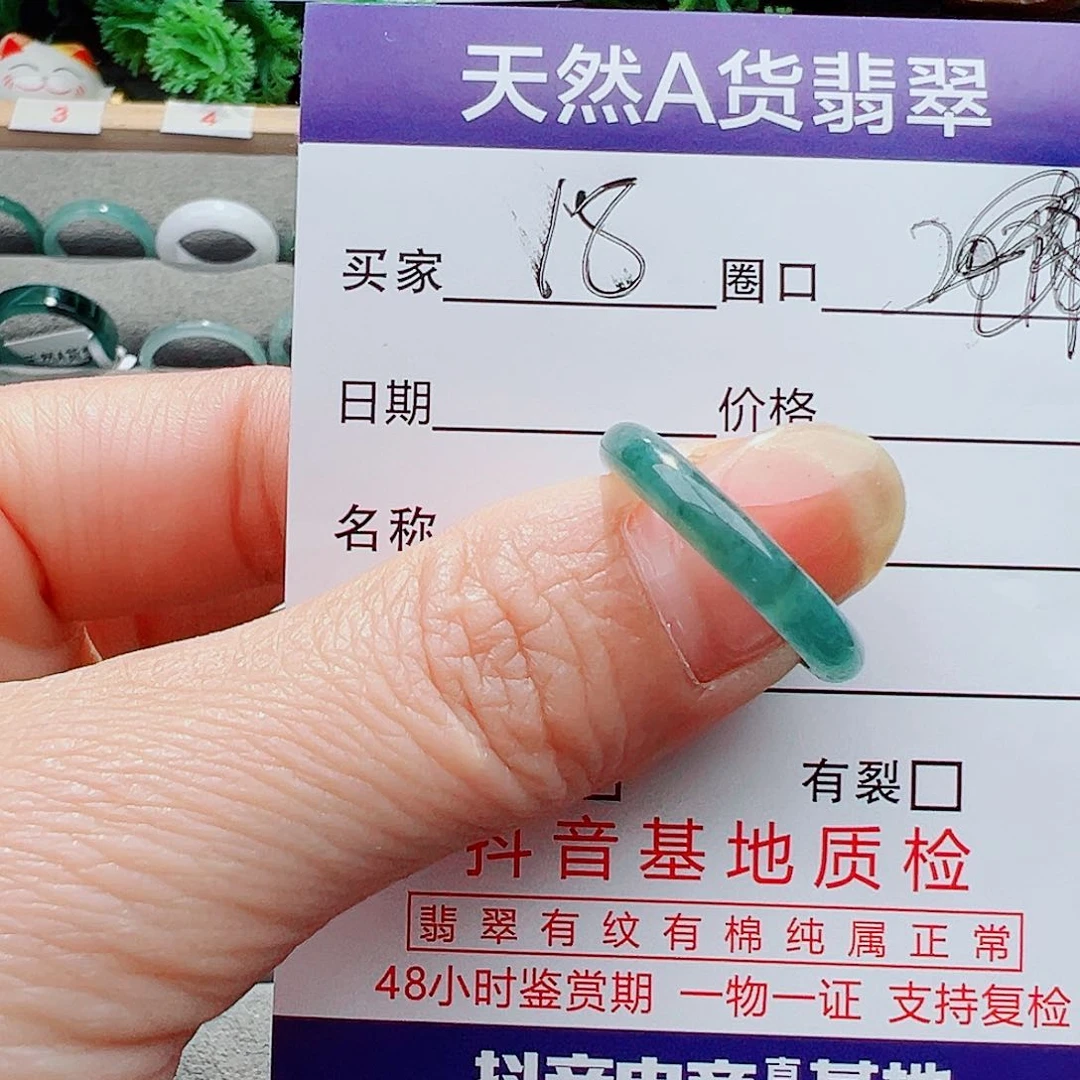 3 4
天然A货翡翠
买家 18 圈口
日期 价格
名称
有裂
抖音基地质检
翡翠有纹有棉纯属正常
48小时鉴赏期 一物一证 支持复检